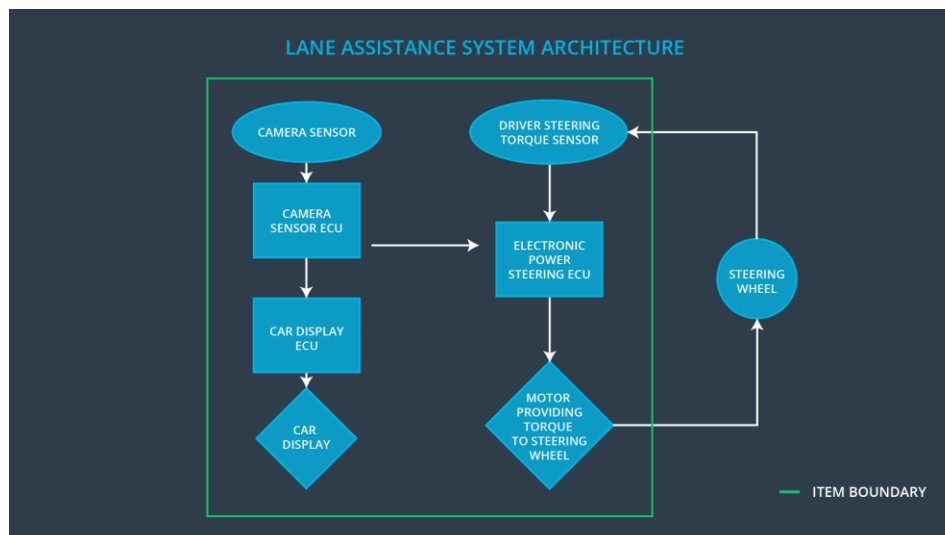 LANE ASSISTANCE SYSTEM ARCHITECTURE
CAMERA SENSOR
DRIVER STEERING
TORQUE SENSOR
CAMERA
SENSOR ECU
ELECTRONIC
POWER
STEERING ECU
STEERING
WHEEL
CAR DISPLAY
ECU
CAR
DISPLAY
MOTOR
PROVIDING
TORQUE
TO STEERING
WHEEL
ITEM BOUNDARY